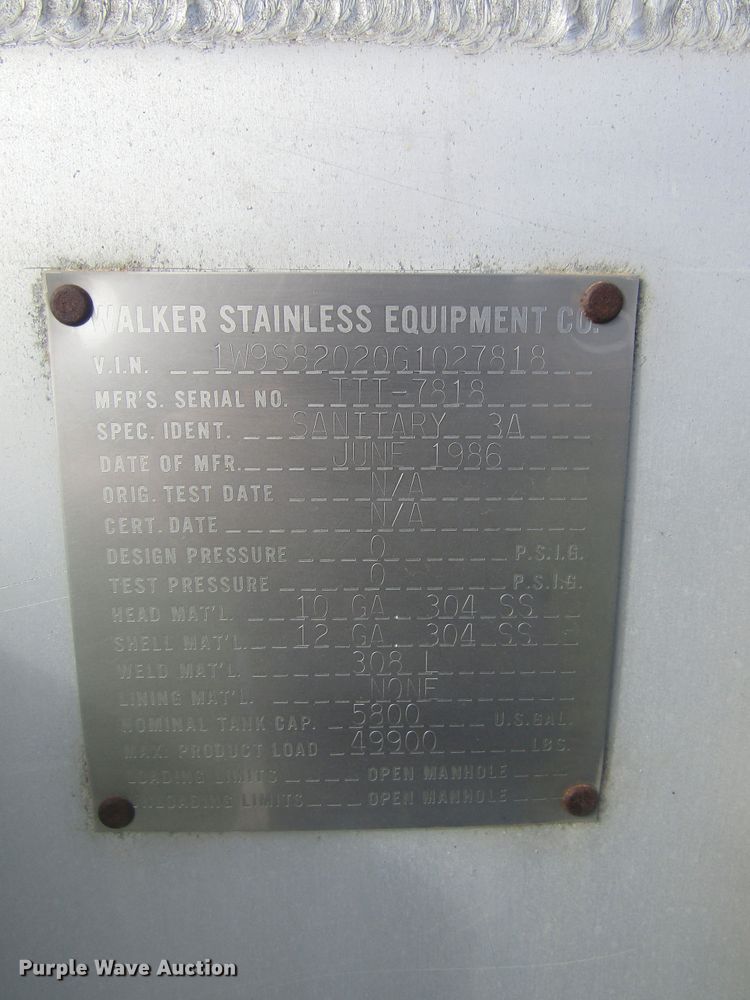 WALKER STAINLESS EQUIPMENT CO.
V.I.N. 1W9S82020G1027818
MFR'S. SERIAL NO. TTT-7818
SPEC. IDENT. SANITARY 3A
DATE OF MFR. JUNE 1986
ORIG. TEST DATE N/A
CERT. DATE N/A
DESIGN PRESSURE 0 P.S.I.G.
TEST PRESSURE 0 P.S.I.G.
HEAD MAT'L. 10 GA. 304 SS
SHELL MAT'L. 12 GA. 304 SS
WELD MAT'L. 308 L
LINING MAT'L. NONE
NOMINAL TANK CAP. 5800 U.S.GAL.
MAX. PRODUCT LOAD 49900 LBS.
LOADING LIMITS OPEN MANHOLE
UNLOADING LIMITS OPEN MANHOLE
Purple Wave Auction